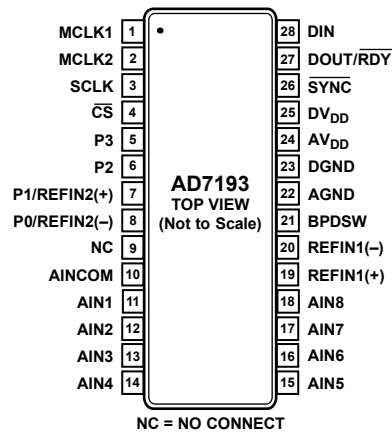 MCLK1 1
MCLK2 2
SCLK 3
CS 4
P3 5
P2 6
P1/REFIN2(+) 7
P0/REFIN2(–) 8
NC 9
AINCOM 10
AIN1 11
AIN2 12
AIN3 13
AIN4 14
AD7193
TOP VIEW
(Not to Scale)
28 DIN
27 DOUT/RDY
26 SYNC
25 DVDD
24 AVDD
23 DGND
22 AGND
21 BPDSW
20 REFIN1(–)
19 REFIN1(+)
18 AIN8
17 AIN7
16 AIN6
15 AIN5
NC = NO CONNECT